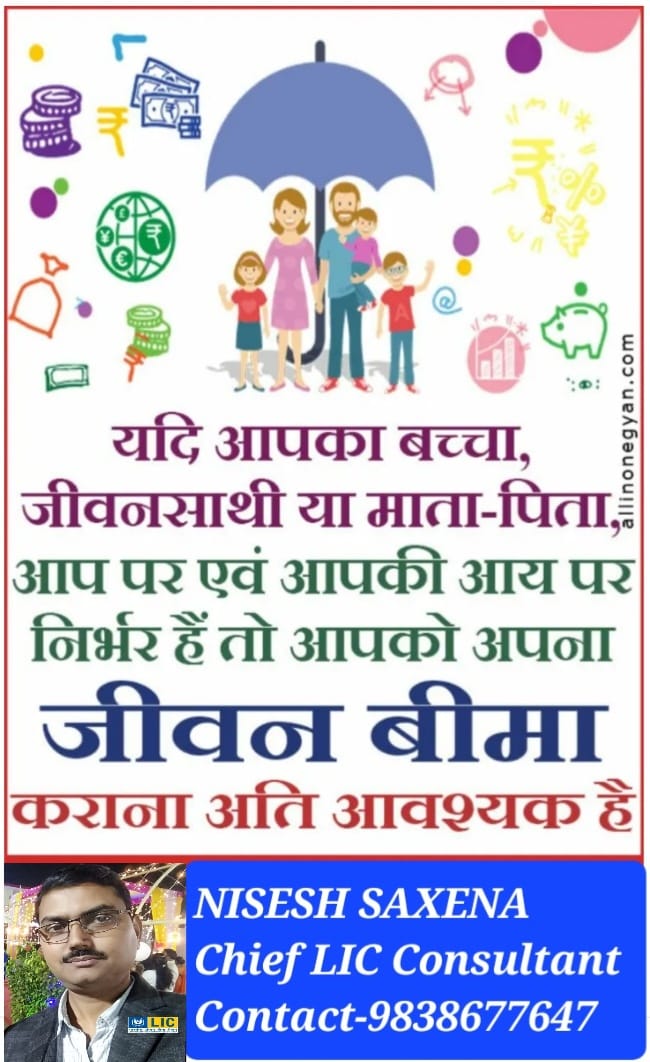 allinonegyan.com
यदि आपका बच्चा,
जीवनसाथी या माता-पिता,
आप पर एवं आपकी आय पर
निर्भर हैं तो आपको अपना
जीवन बीमा
कराना अति आवश्यक है
NISESH SAXENA
Chief LIC Consultant
Contact-9838677647
LIC